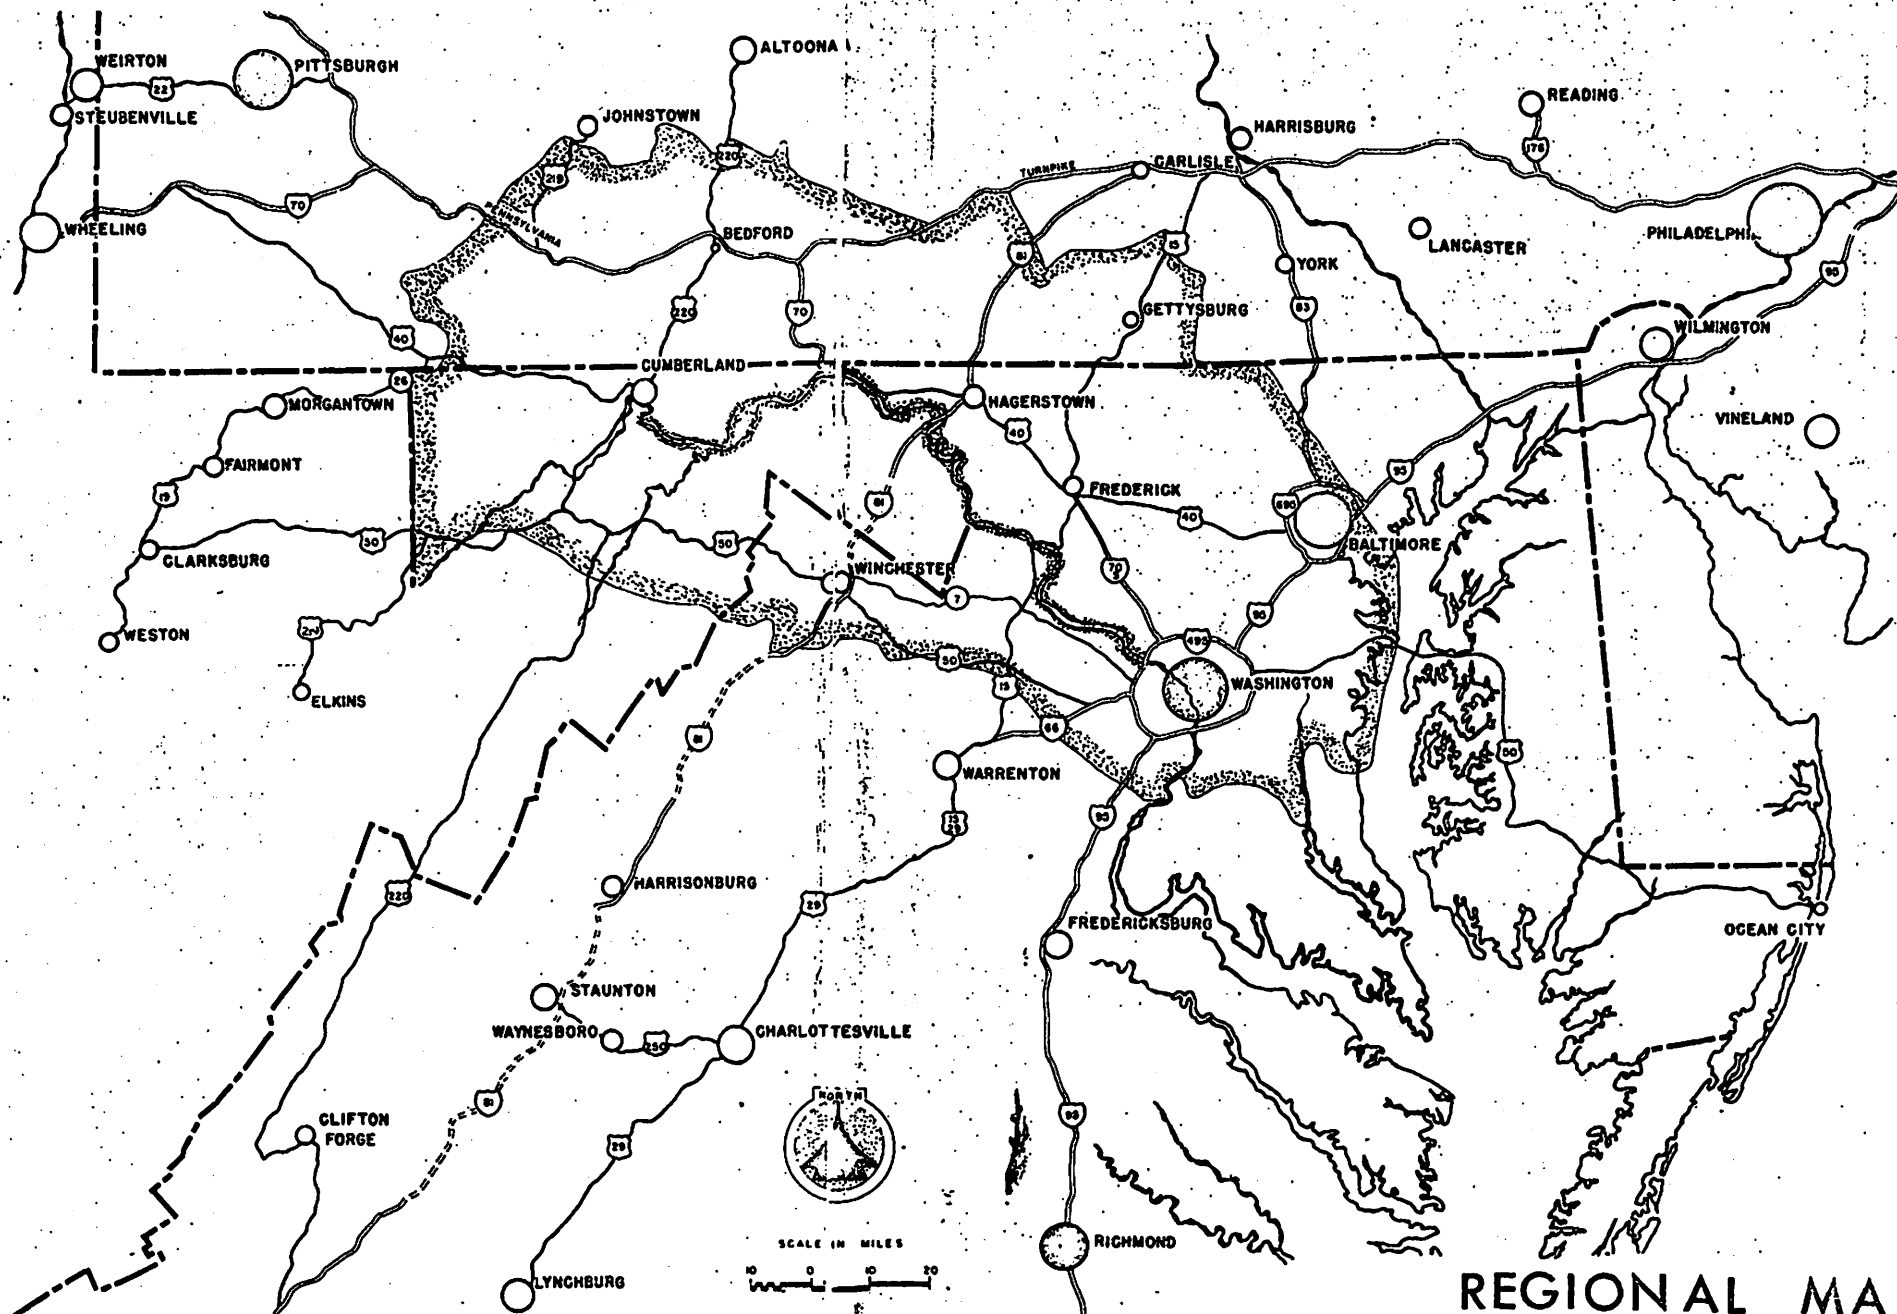 ALTOONA
WEIRTON
PITTSBURGH
22
STEUBENVILLE
READING
JOHNSTOWN
HARRISBURG
176
220
CARLISLE
TURNPIKE
219
70
PENNSYLVANIA
WHEELING
BEDFORD
LANCASTER
PHILADELPHI
15
81
YORK
95
220
70
GETTYSBURG
83
WILMINGTON
40
CUMBERLAND
26
MORGANTOWN
HAGERSTOWN
VINELAND
40
FAIRMONT
95
19
81
FREDERICK
695
40
50
50
BALTIMORE
CLARKSBURG
WINCHESTER
70
S
7
95
WESTON
495
50
15
WASHINGTON
ELKINS
66
81
50
WARRENTON
95
15
29
HARRISONBURG
220
29
FREDERICKSBURG
OCEAN CITY
STAUNTON
WAYNESBORO
250
CHARLOTTESVILLE
81
NORTH
95
CLIFTON
FORGE
29
RICHMOND
SCALE IN MILES
10 0 10 20
LYNCHBURG
REGIONAL MA